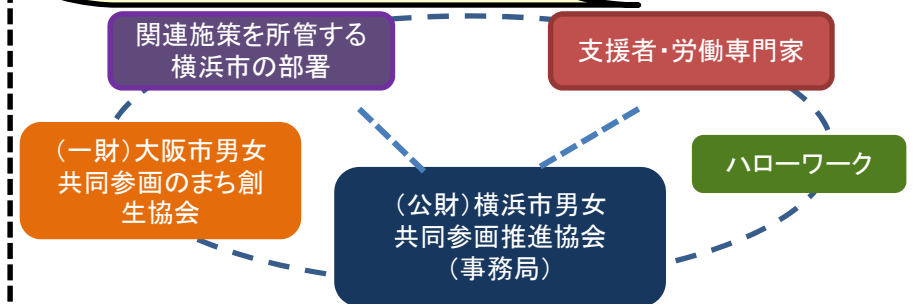 関連施策を所管する
横浜市の部署
支援者・労働専門家
(一財)大阪市男女
共同参画のまち創
生協会
ハローワーク
(公財)横浜市男女
共同参画推進協会
(事務局)